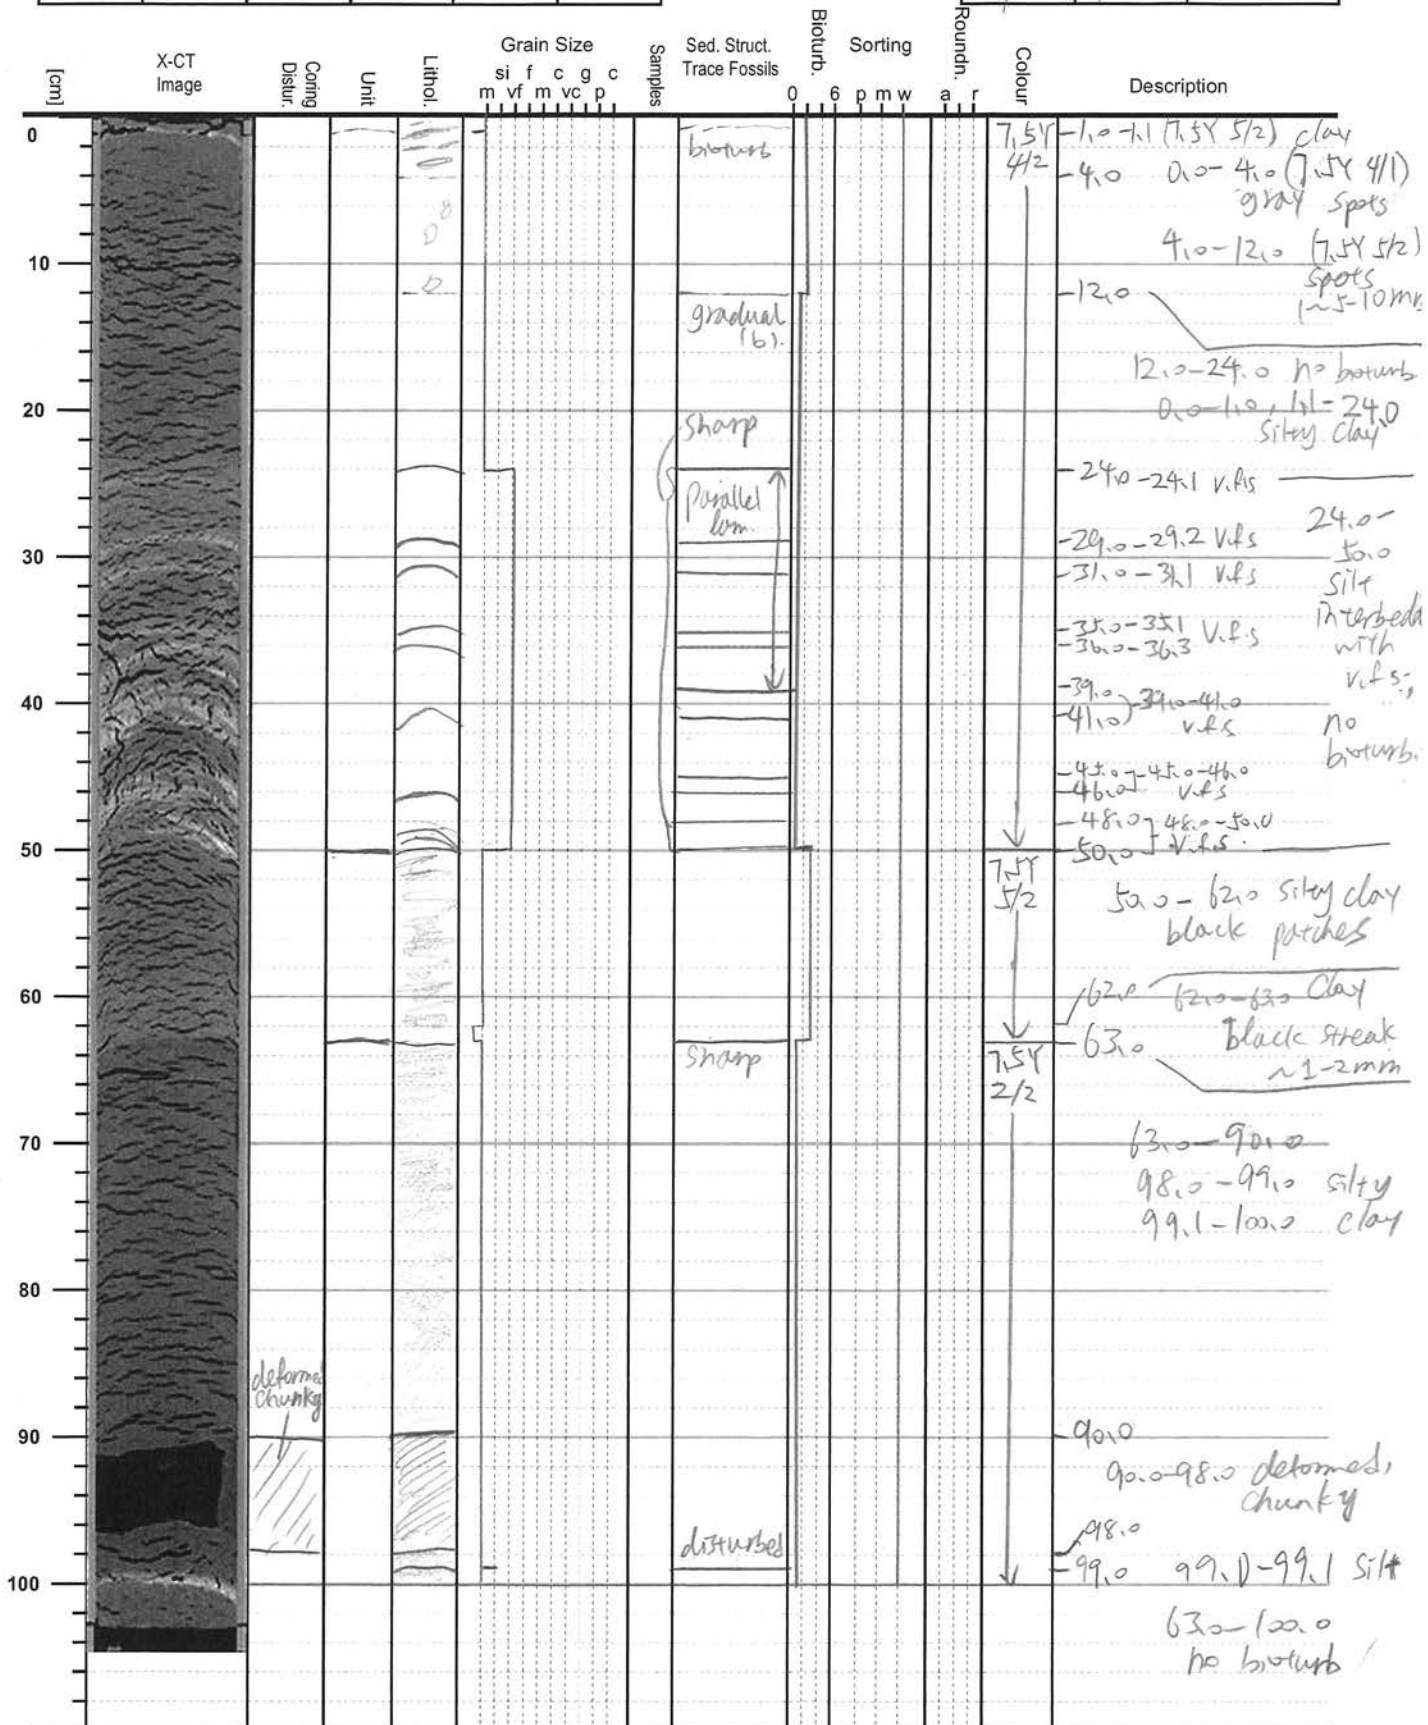 [cm]
X-CT
Image
Coring
Distur.
Unit
Lithol.
Grain Size
si f c g c
m vf m vc p
Samples
Sed. Struct.
Trace Fossils
Bioturb.
0 6
Sorting
p m w
Roundn.
a r
Colour
Description
0
10
20
30
40
50
60
70
80
90
100
deformed
chunky
bioturb
gradual
(b).
sharp
parallel
lam.
sharp
disturbed
7.5Y
4/2
7.5Y
5/2
7.5Y
2/2
-1.0-1.1 (7.5Y 5/2) clay
-4.0 0.0-4.0 (7.5Y 4/1)
gray spots
4.0-12.0 (7.5Y 5/2)
spots
-12.0
12.0-24.0 no bioturb
0.0-1.0, 1.1-24.0
silty clay
-24.0-24.1 v.f.s
-29.0-29.2 v.f.s
-31.0-31.1 v.f.s
-35.0-35.1 v.f.s
-36.0-36.3
-39.0
-41.0 39.0-41.0
v.f.s
-45.0 45.0-46.0
-46.0 v.f.s
-48.0 48.0-50.0
-50.0 v.f.s.
24.0-
50.0
silt
interbedd
with
v.f.s.,
no
bioturb.
50.0-62.0 silty clay
black patches
62.0 62.0-63.0 Clay
63.0 black streak
~1-2mm
63.0-90.0
98.0-99.0 silty
99.1-100.0 clay
-90.0
90.0-98.0 deformed,
chunky
98.0
-99.0 99.0-99.1 silt
63.0-100.0
no bioturb